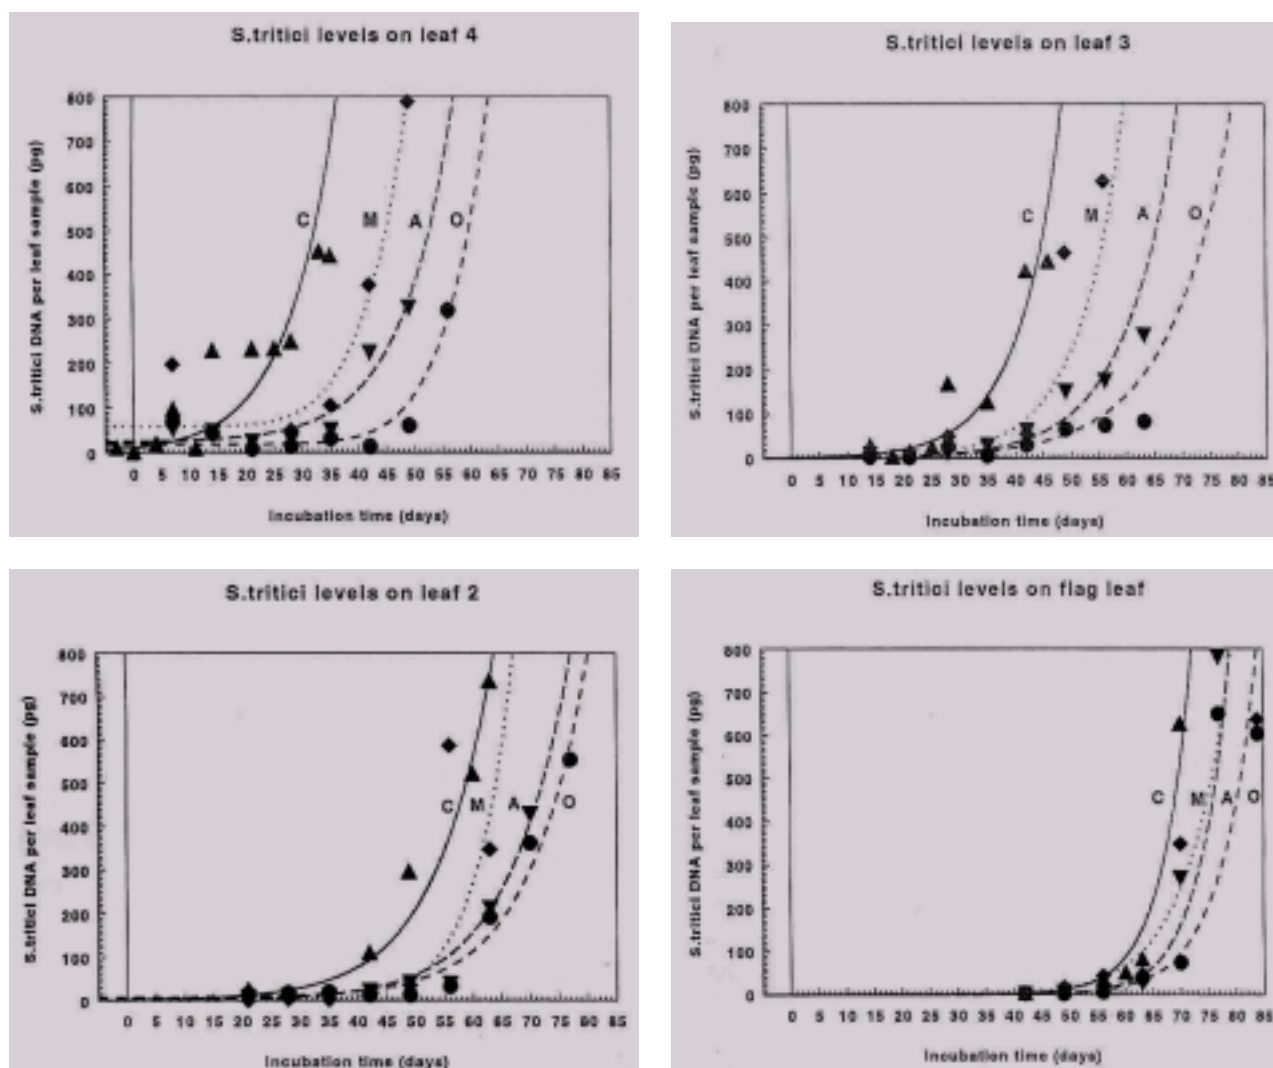 S.tritici levels on leaf 4
S.tritici DNA per leaf sample (pg)
800
700
600
500
400
300
200
100
0
C M A O
0 5 10 15 20 25 30 35 40 45 50 55 60 65 70 75 80 85
Incubation time (days)
S.tritici levels on leaf 3
S.tritici DNA per leaf sample (pg)
800
700
600
500
400
300
200
100
0
C M A O
0 5 10 15 20 25 30 35 40 45 50 55 60 65 70 75 80 85
Incubation time (days)
S.tritici levels on leaf 2
S.tritici DNA per leaf sample (pg)
800
700
600
500
400
300
200
100
0
C M A O
0 5 10 15 20 25 30 35 40 45 50 55 60 65 70 75 80 85
Incubation time (days)
S.tritici levels on flag leaf
S.tritici DNA per leaf sample (pg)
800
700
600
500
400
300
200
100
0
C M A O
0 5 10 15 20 25 30 35 40 45 50 55 60 65 70 75 80 85
Incubation time (days)